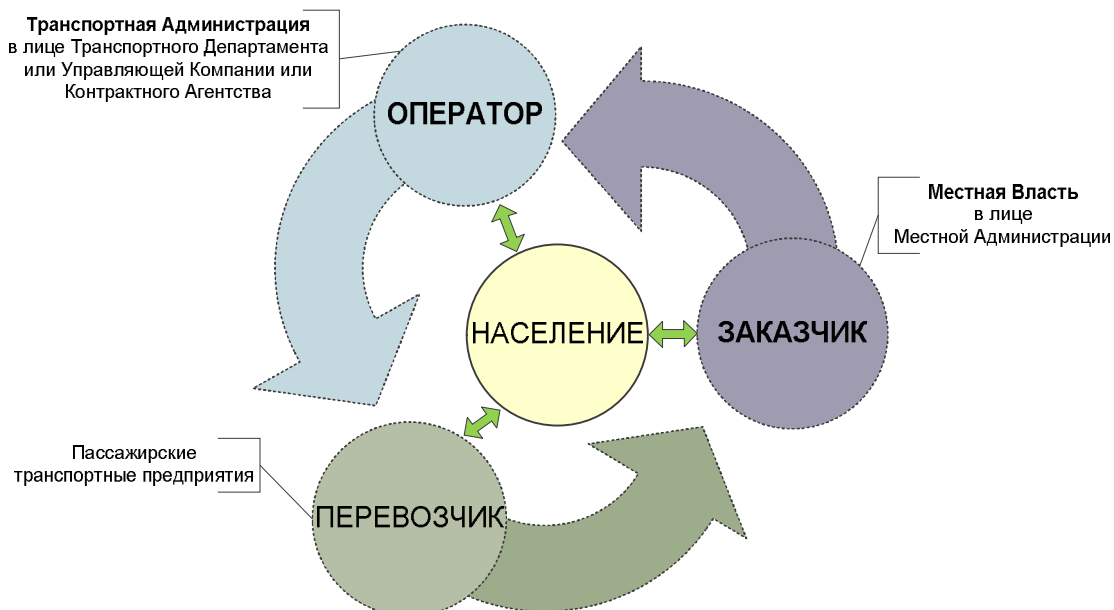 Транспортная Администрация
в лице Транспортного Департамента
или Управляющей Компании или
Контрактного Агентства
ОПЕРАТОР
Местная Власть
в лице
Местной Администрации
НАСЕЛЕНИЕ
ЗАКАЗЧИК
Пассажирские
транспортные предприятия
ПЕРЕВОЗЧИК